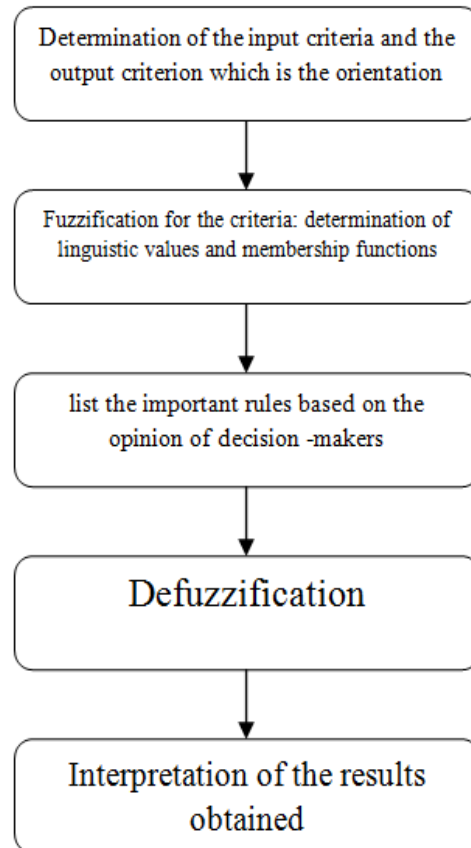 Determination of the input criteria and the
output criterion which is the orientation
Fuzzification for the criteria: determination of
linguistic values and membership functions
list the important rules based on the
opinion of decision -makers
Defuzzification
Interpretation of the results
obtained